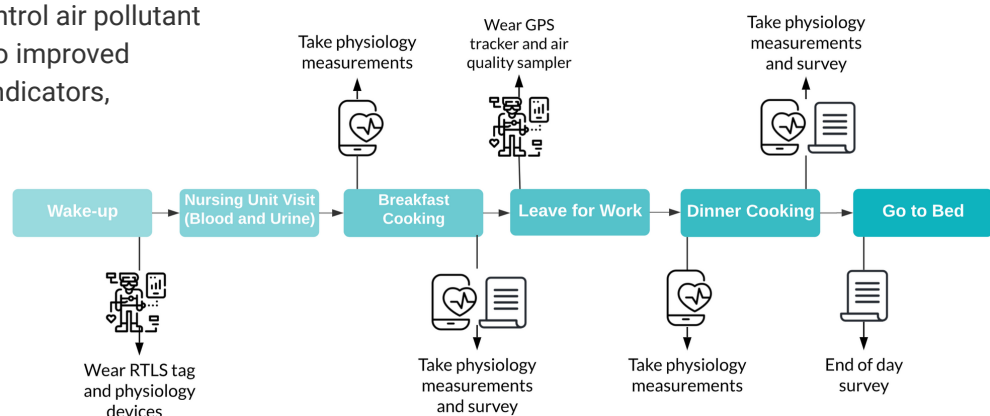 ntrol air pollutant
o improved
ndicators,
Take physiology
measurements
Wear GPS
tracker and air
quality sampler
Take physiology
measurements
and survey
Wake-up
Nursing Unit Visit
(Blood and Urine)
Breakfast
Cooking
Leave for Work
Dinner Cooking
Go to Bed
Wear RTLS tag
and physiology
devices
Take physiology
measurements
and survey
Take physiology
measurements
End of day
survey